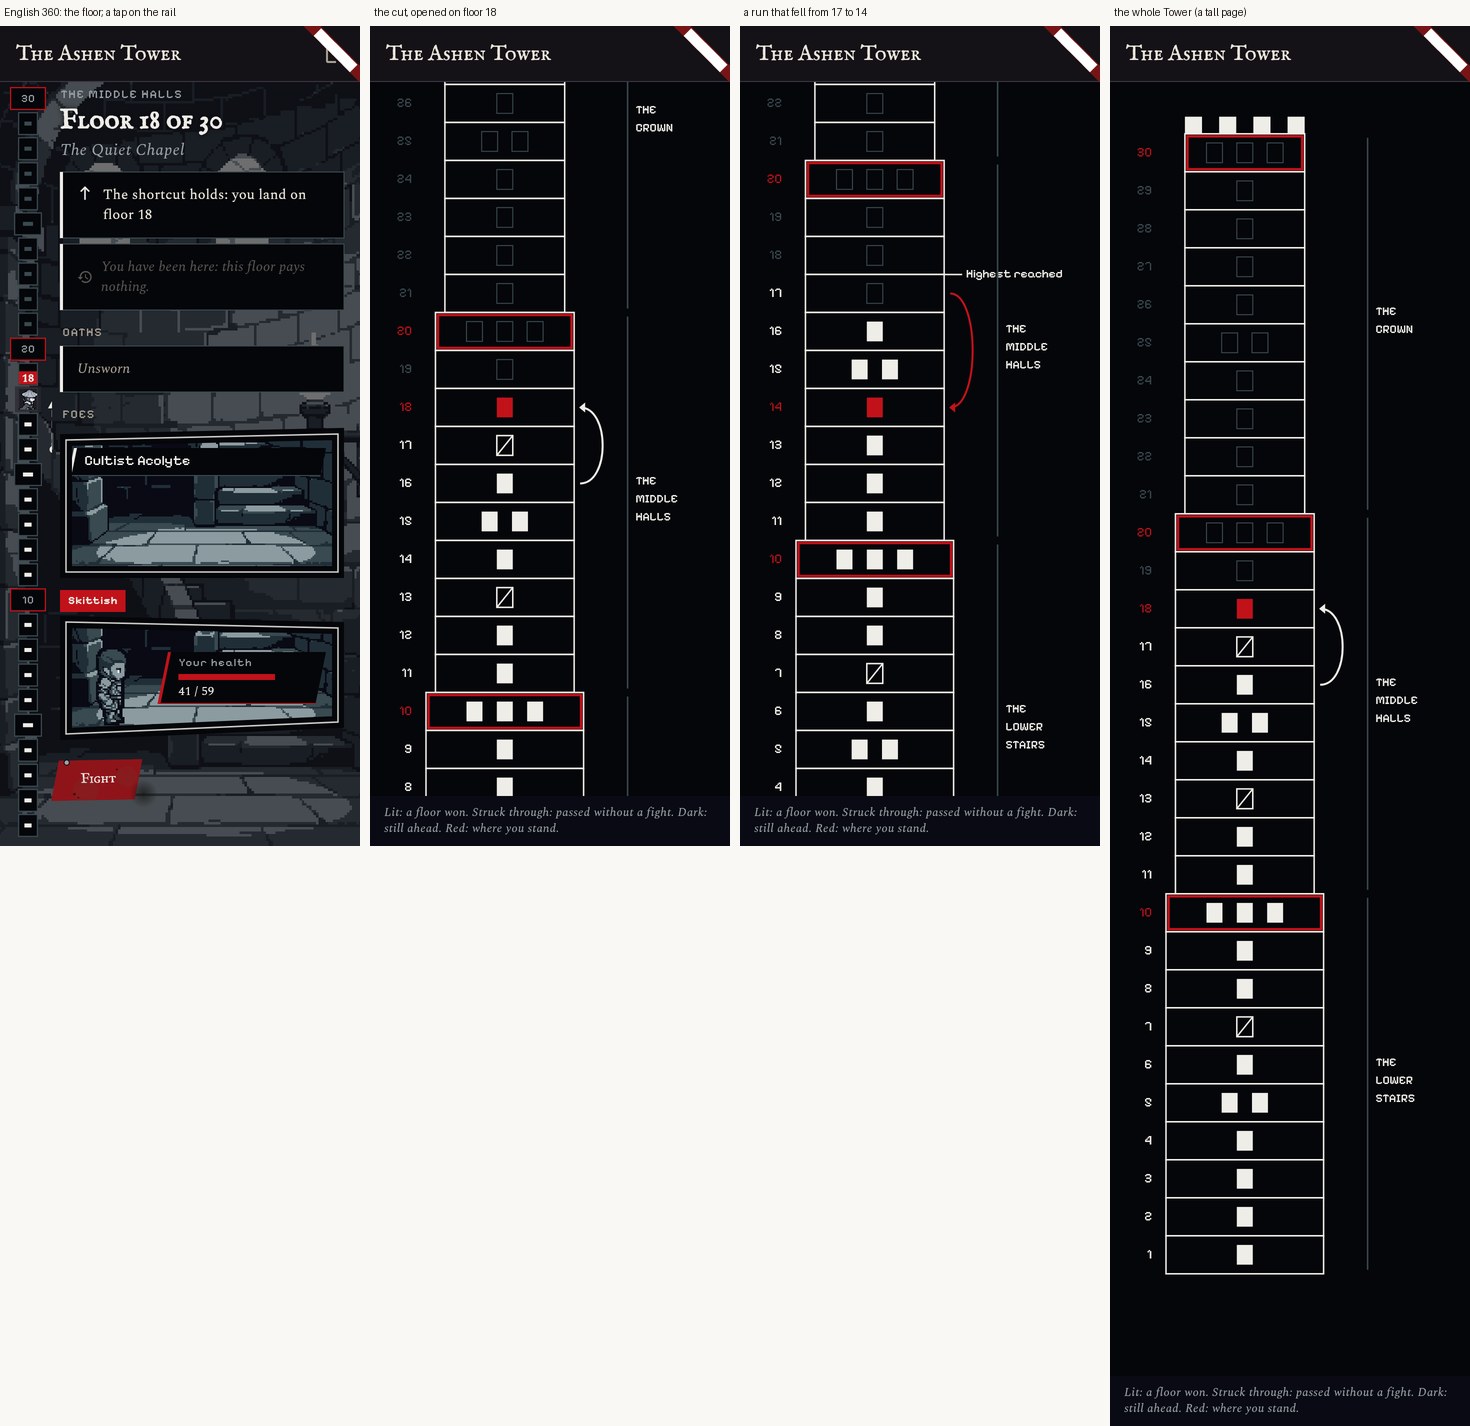 English 360: the floor; a tap on the rail
The Ashen Tower
30
20
18
10
THE MIDDLE HALLS
Floor 18 of 30
The Quiet Chapel
The shortcut holds: you land on
floor 18
You have been here: this floor pays
nothing.
OATHS
Unsworn
FOES
Cultist Acolyte
Skittish
Your health
41 / 59
Fight
the cut, opened on floor 18
The Ashen Tower
26
25
24
23
22
21
20
19
18
17
16
15
14
13
12
11
10
9
8
THE
CROWN
THE
MIDDLE
HALLS
Lit: a floor won. Struck through: passed without a fight. Dark:
still ahead. Red: where you stand.
a run that fell from 17 to 14
The Ashen Tower
22
21
20
19
18
17
16
15
14
13
12
11
10
9
8
7
6
5
4
Highest reached
THE
MIDDLE
HALLS
THE
LOWER
STAIRS
Lit: a floor won. Struck through: passed without a fight. Dark:
still ahead. Red: where you stand.
the whole Tower (a tall page)
The Ashen Tower
30
29
28
27
26
25
24
23
22
21
20
19
18
17
16
15
14
13
12
11
10
9
8
7
6
5
4
3
2
1
THE
CROWN
THE
MIDDLE
HALLS
THE
LOWER
STAIRS
Lit: a floor won. Struck through: passed without a fight. Dark:
still ahead. Red: where you stand.